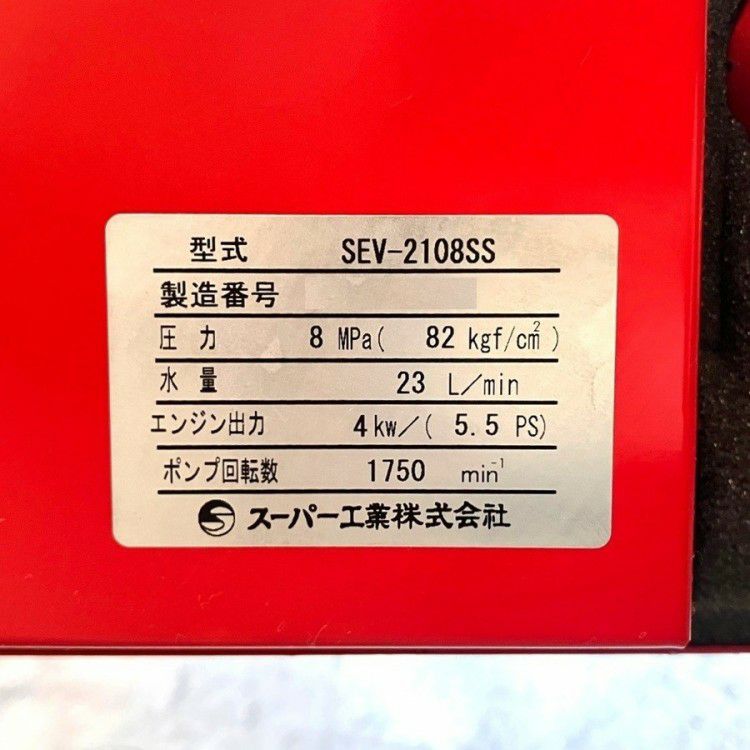 型式 SEV-2108SS
製造番号
圧力 8 MPa( 82 kgf/cm²)
水量 23 L/min
エンジン出力 4kw/( 5.5 PS)
ポンプ回転数 1750 min⁻¹
スーパー工業株式会社